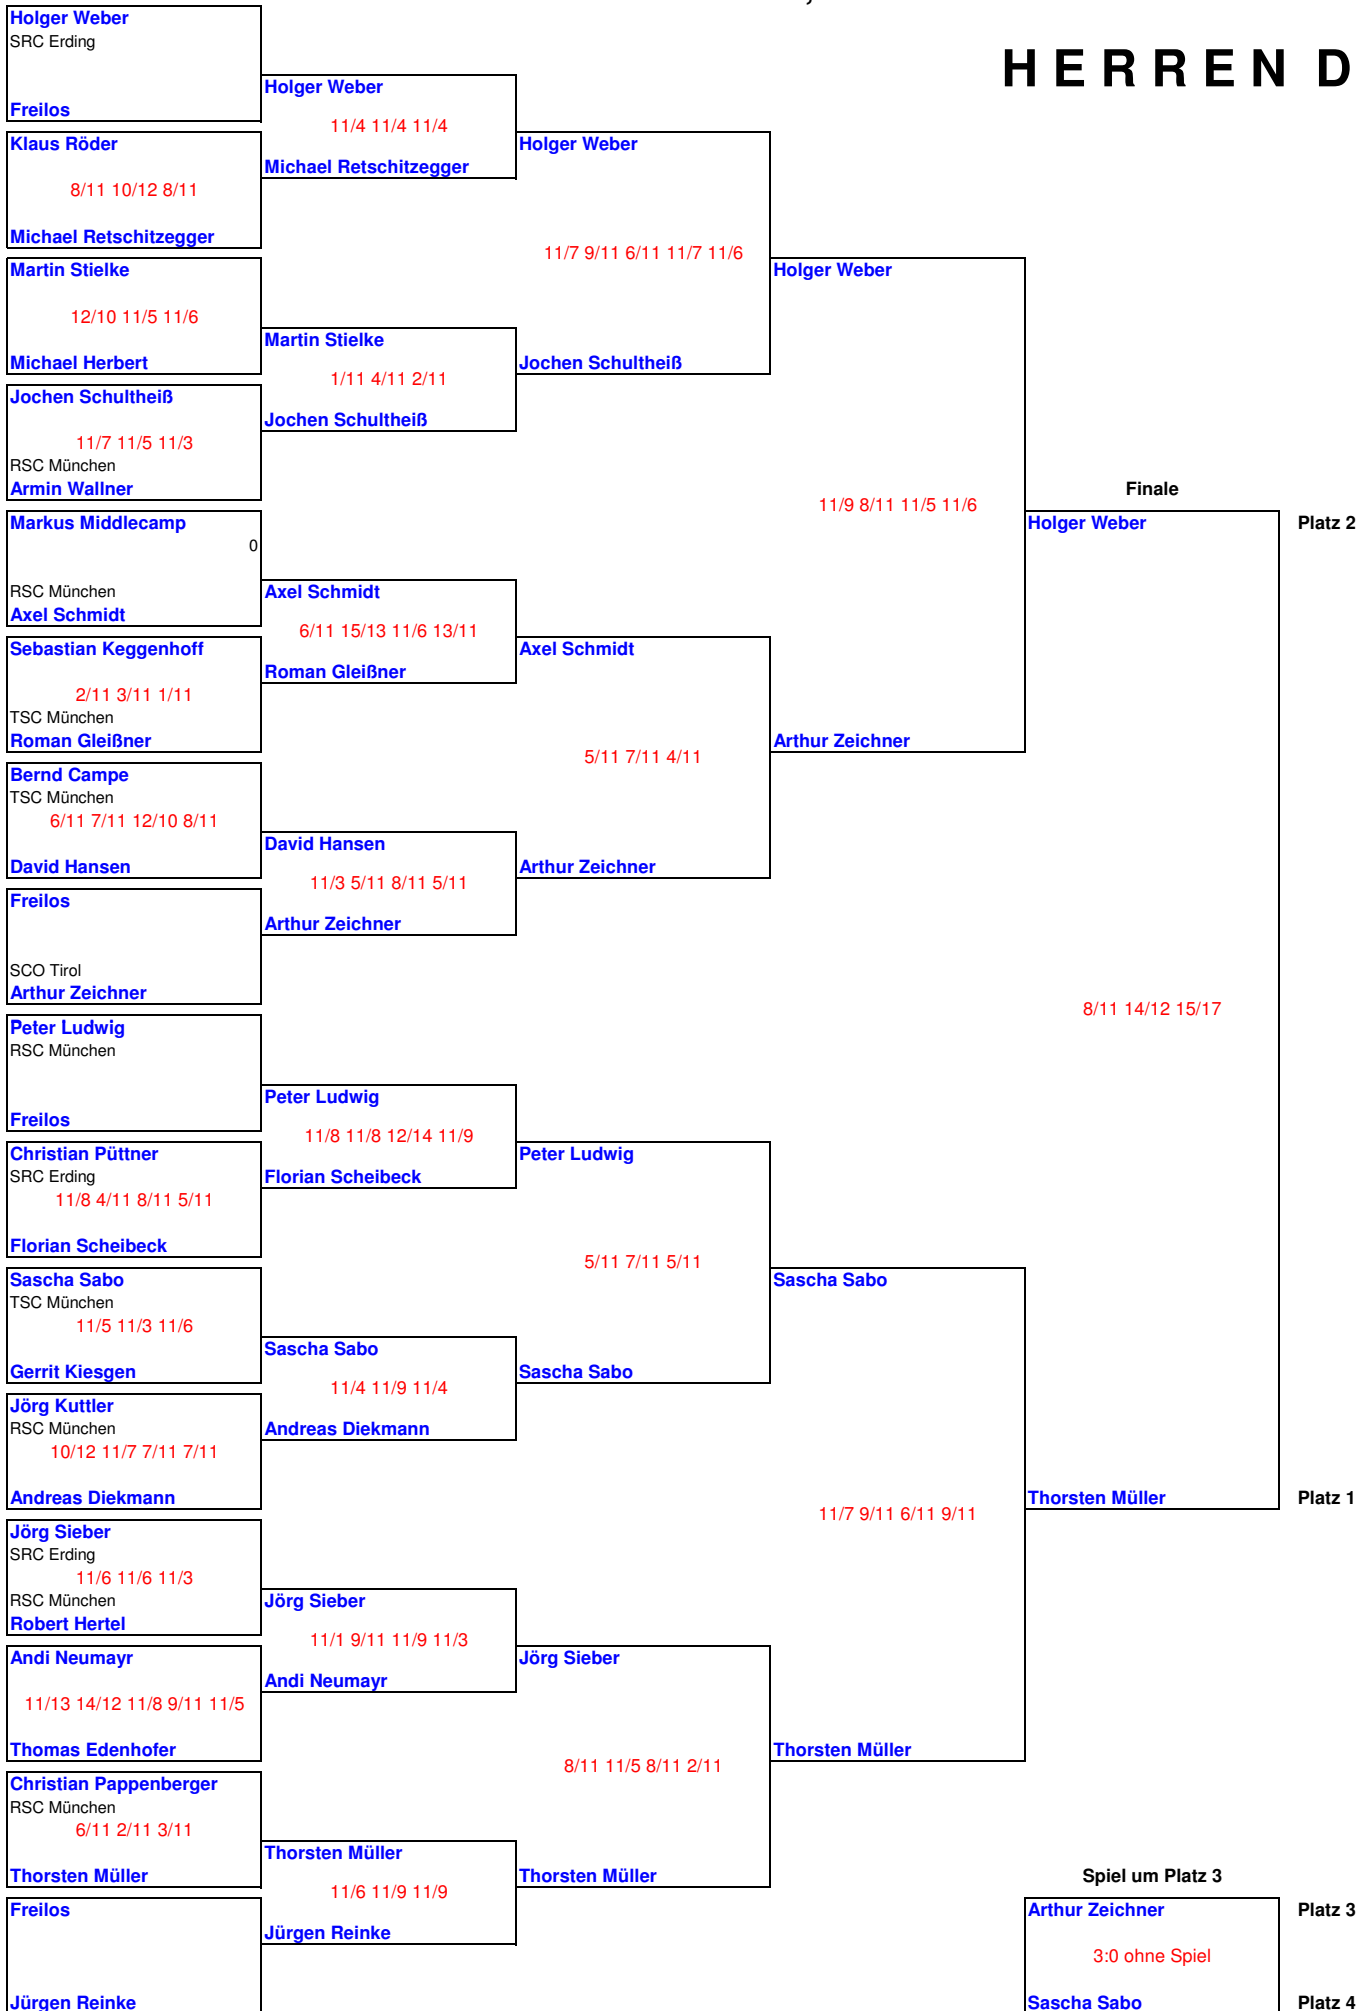 HERREN D
Holger Weber
SRC Erding
Freilos
Klaus Röder
8/11 10/12 8/11
Michael Retschitzegger
Martin Stielke
12/10 11/5 11/6
Michael Herbert
Jochen Schultheiß
11/7 11/5 11/3
RSC München
Armin Wallner
Markus Middlecamp
0
RSC München
Axel Schmidt
Sebastian Keggenhoff
2/11 3/11 1/11
TSC München
Roman Gleißner
Bernd Campe
TSC München
6/11 7/11 12/10 8/11
David Hansen
Freilos
SCO Tirol
Arthur Zeichner
Peter Ludwig
RSC München
Freilos
Christian Püttner
SRC Erding
11/8 4/11 8/11 5/11
Florian Scheibeck
Sascha Sabo
TSC München
11/5 11/3 11/6
Gerrit Kiesgen
Jörg Kuttler
RSC München
10/12 11/7 7/11 7/11
Andreas Diekmann
Jörg Sieber
SRC Erding
11/6 11/6 11/3
RSC München
Robert Hertel
Andi Neumayr
11/13 14/12 11/8 9/11 11/5
Thomas Edenhofer
Christian Pappenberger
RSC München
6/11 2/11 3/11
Thorsten Müller
Freilos
Jürgen Reinke
Holger Weber
11/4 11/4 11/4
Michael Retschitzegger
Martin Stielke
1/11 4/11 2/11
Jochen Schultheiß
Axel Schmidt
6/11 15/13 11/6 13/11
Roman Gleißner
David Hansen
11/3 5/11 8/11 5/11
Arthur Zeichner
Peter Ludwig
11/8 11/8 12/14 11/9
Florian Scheibeck
Sascha Sabo
11/4 11/9 11/4
Andreas Diekmann
Jörg Sieber
11/1 9/11 11/9 11/3
Andi Neumayr
Thorsten Müller
11/6 11/9 11/9
Jürgen Reinke
Holger Weber
11/7 9/11 6/11 11/7 11/6
Jochen Schultheiß
Axel Schmidt
5/11 7/11 4/11
Arthur Zeichner
Peter Ludwig
5/11 7/11 5/11
Sascha Sabo
Jörg Sieber
8/11 11/5 8/11 2/11
Thorsten Müller
Holger Weber
11/9 8/11 11/5 11/6
Arthur Zeichner
Sascha Sabo
11/7 9/11 6/11 9/11
Thorsten Müller
Finale
Holger Weber Platz 2
8/11 14/12 15/17
Thorsten Müller Platz 1
Spiel um Platz 3
Arthur Zeichner Platz 3
3:0 ohne Spiel
Sascha Sabo Platz 4